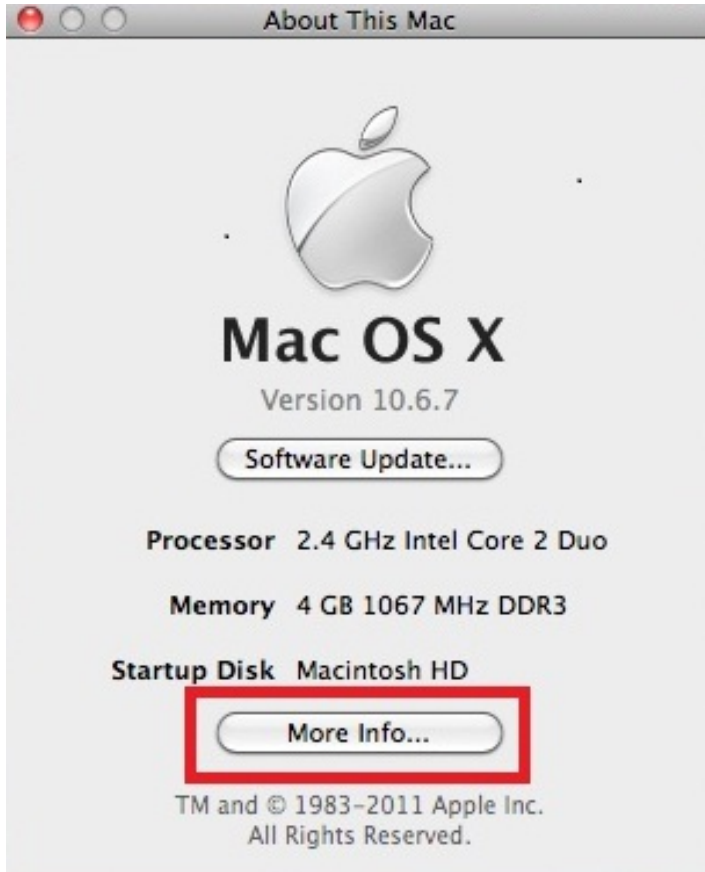 About This Mac
Mac OS X
Version 10.6.7
Software Update...
Processor 2.4 GHz Intel Core 2 Duo
Memory 4 GB 1067 MHz DDR3
Startup Disk Macintosh HD
More Info...
TM and © 1983–2011 Apple Inc.
All Rights Reserved.